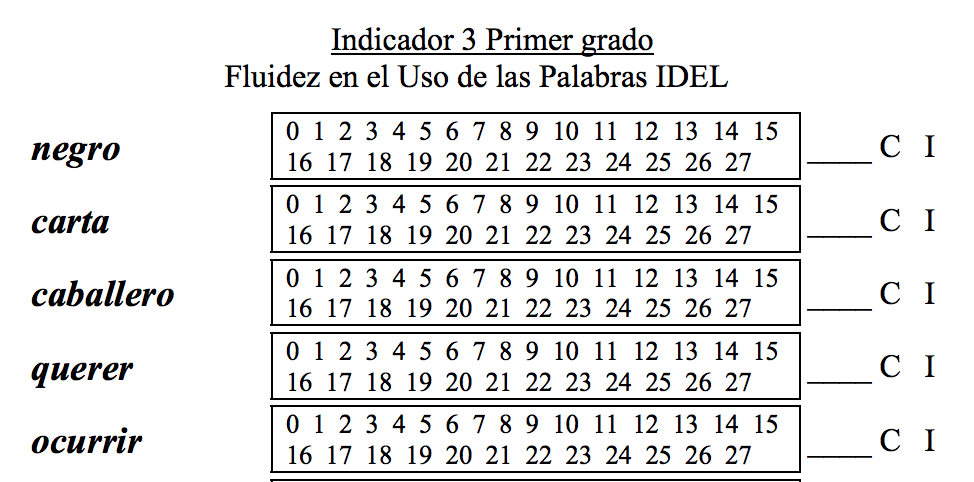 Indicador 3 Primer grado
Fluidez en el Uso de las Palabras IDEL
negro 0 1 2 3 4 5 6 7 8 9 10 11 12 13 14 15
16 17 18 19 20 21 22 23 24 25 26 27 ____ C I
carta 0 1 2 3 4 5 6 7 8 9 10 11 12 13 14 15
16 17 18 19 20 21 22 23 24 25 26 27 ____ C I
caballero 0 1 2 3 4 5 6 7 8 9 10 11 12 13 14 15
16 17 18 19 20 21 22 23 24 25 26 27 ____ C I
querer 0 1 2 3 4 5 6 7 8 9 10 11 12 13 14 15
16 17 18 19 20 21 22 23 24 25 26 27 ____ C I
ocurrir 0 1 2 3 4 5 6 7 8 9 10 11 12 13 14 15
16 17 18 19 20 21 22 23 24 25 26 27 ____ C I